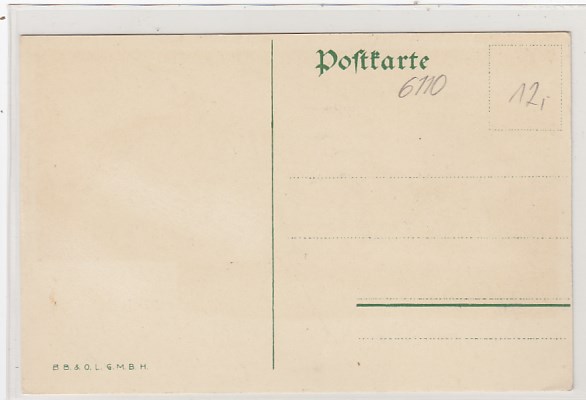 Postkarte
6110
12,-
B. B. & O. L. G. M. B. H.